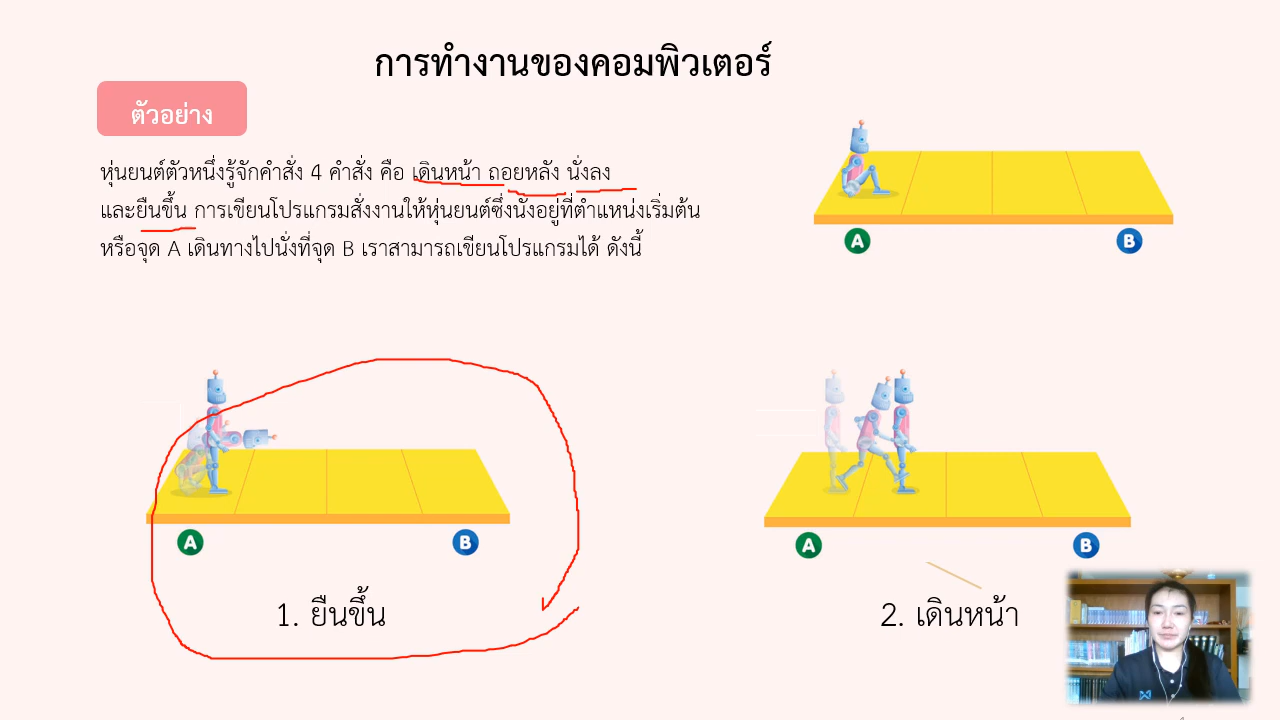 การทำงานของคอมพิวเตอร์
ตัวอย่าง
หุ่นยนต์ตัวหนึ่งรู้จักคำสั่ง 4 คำสั่ง คือ เดินหน้า ถอยหลัง นั่งลง
และยืนขึ้น การเขียนโปรแกรมสั่งงานให้หุ่นยนต์ซึ่งนั่งอยู่ที่ตำแหน่งเริ่มต้น
หรือจุด A เดินทางไปนั่งที่จุด B เราสามารถเขียนโปรแกรมได้ ดังนี้
A B
A B
1. ยืนขึ้น
A B
2. เดินหน้า